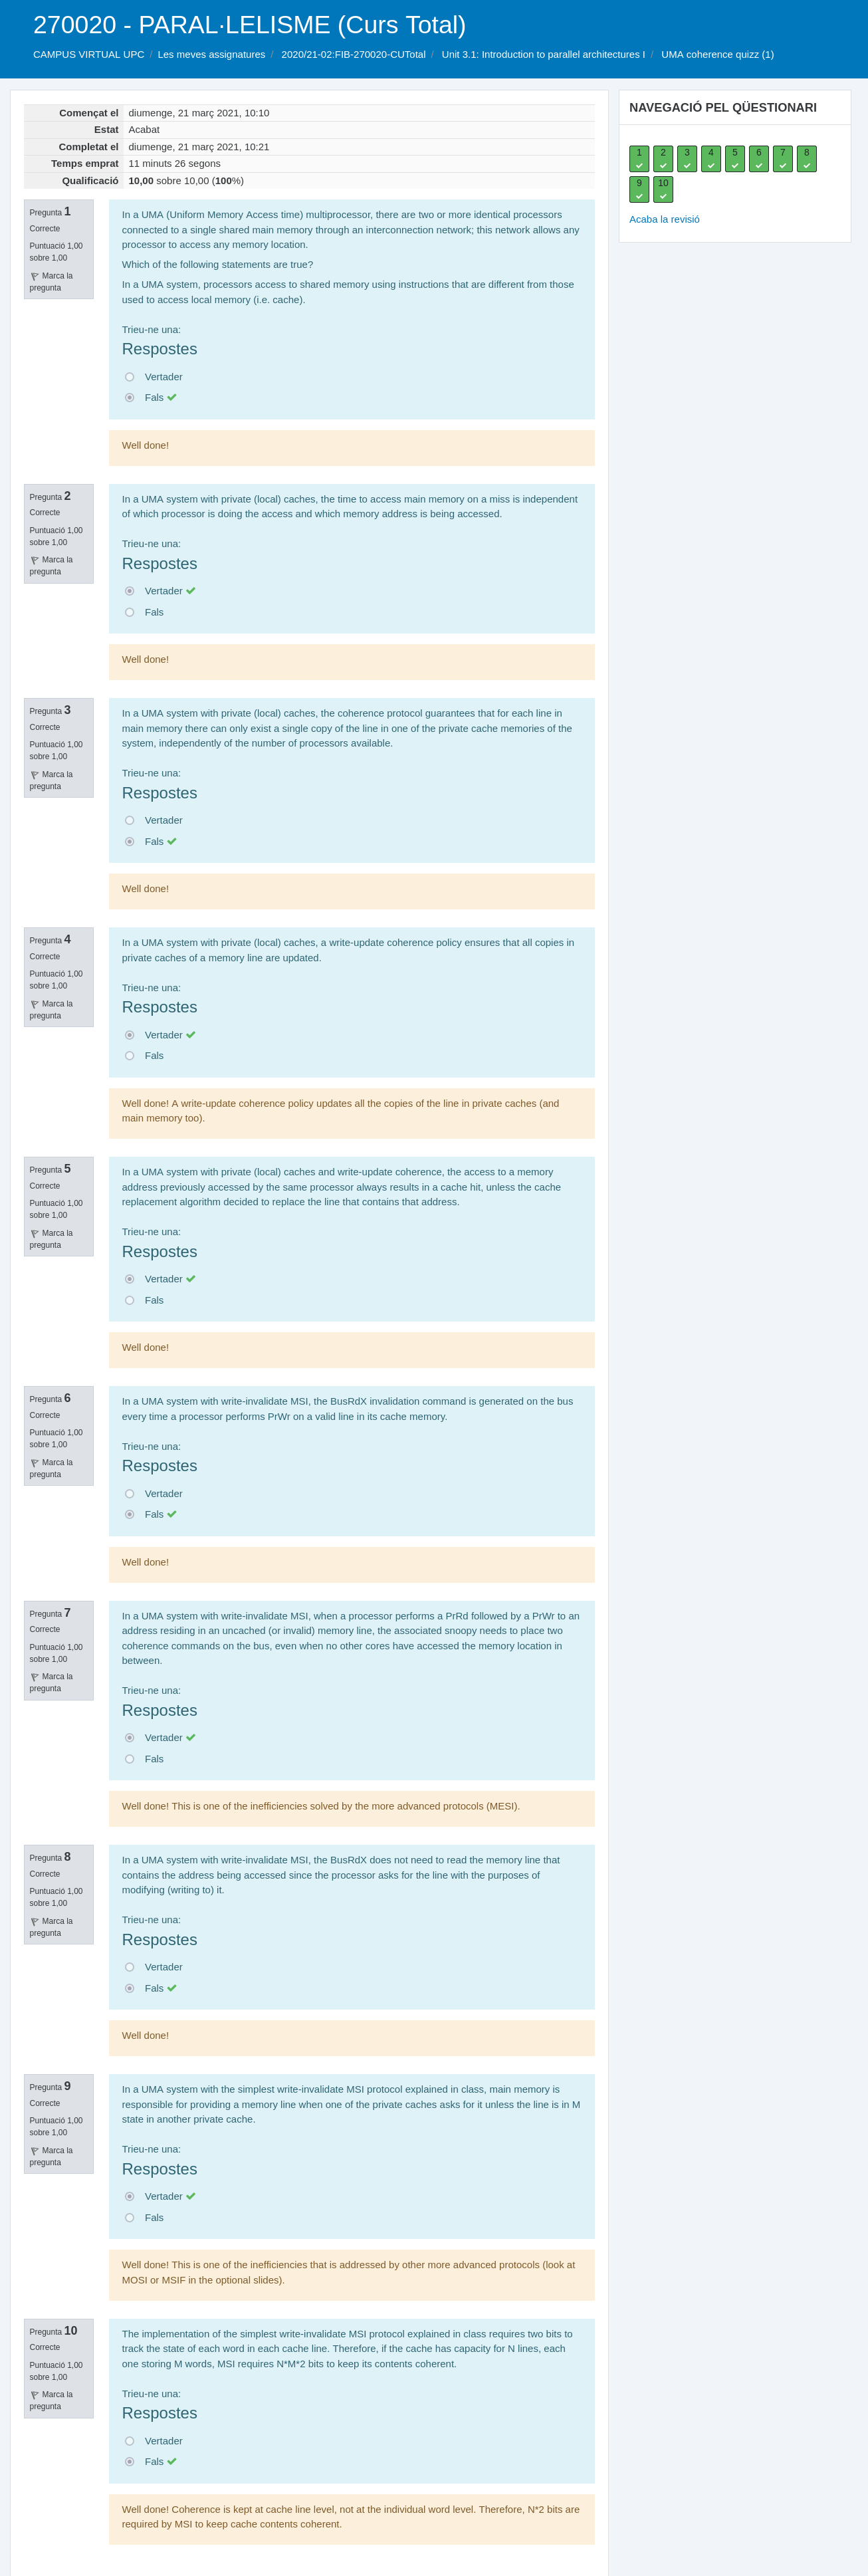 270020 - PARAL·LELISME (Curs Total)
CAMPUS VIRTUAL UPC / Les meves assignatures / 2020/21-02:FIB-270020-CUTotal / Unit 3.1: Introduction to parallel architectures I / UMA coherence quizz (1)
Començat el diumenge, 21 març 2021, 10:10
Estat Acabat
Completat el diumenge, 21 març 2021, 10:21
Temps emprat 11 minuts 26 segons
Qualificació 10,00 sobre 10,00 (100%)
NAVEGACIÓ PEL QÜESTIONARI
1 2 3 4 5 6 7 8
9 10
Acaba la revisió
Pregunta 1
Correcte
Puntuació 1,00
sobre 1,00
Marca la
pregunta
In a UMA (Uniform Memory Access time) multiprocessor, there are two or more identical processors
connected to a single shared main memory through an interconnection network; this network allows any
processor to access any memory location.
Which of the following statements are true?
In a UMA system, processors access to shared memory using instructions that are different from those
used to access local memory (i.e. cache).
Trieu-ne una:
Respostes
Vertader
Fals
Well done!
Pregunta 2
Correcte
Puntuació 1,00
sobre 1,00
Marca la
pregunta
In a UMA system with private (local) caches, the time to access main memory on a miss is independent
of which processor is doing the access and which memory address is being accessed.
Trieu-ne una:
Respostes
Vertader
Fals
Well done!
Pregunta 3
Correcte
Puntuació 1,00
sobre 1,00
Marca la
pregunta
In a UMA system with private (local) caches, the coherence protocol guarantees that for each line in
main memory there can only exist a single copy of the line in one of the private cache memories of the
system, independently of the number of processors available.
Trieu-ne una:
Respostes
Vertader
Fals
Well done!
Pregunta 4
Correcte
Puntuació 1,00
sobre 1,00
Marca la
pregunta
In a UMA system with private (local) caches, a write-update coherence policy ensures that all copies in
private caches of a memory line are updated.
Trieu-ne una:
Respostes
Vertader
Fals
Well done! A write-update coherence policy updates all the copies of the line in private caches (and
main memory too).
Pregunta 5
Correcte
Puntuació 1,00
sobre 1,00
Marca la
pregunta
In a UMA system with private (local) caches and write-update coherence, the access to a memory
address previously accessed by the same processor always results in a cache hit, unless the cache
replacement algorithm decided to replace the line that contains that address.
Trieu-ne una:
Respostes
Vertader
Fals
Well done!
Pregunta 6
Correcte
Puntuació 1,00
sobre 1,00
Marca la
pregunta
In a UMA system with write-invalidate MSI, the BusRdX invalidation command is generated on the bus
every time a processor performs PrWr on a valid line in its cache memory.
Trieu-ne una:
Respostes
Vertader
Fals
Well done!
Pregunta 7
Correcte
Puntuació 1,00
sobre 1,00
Marca la
pregunta
In a UMA system with write-invalidate MSI, when a processor performs a PrRd followed by a PrWr to an
address residing in an uncached (or invalid) memory line, the associated snoopy needs to place two
coherence commands on the bus, even when no other cores have accessed the memory location in
between.
Trieu-ne una:
Respostes
Vertader
Fals
Well done! This is one of the inefficiencies solved by the more advanced protocols (MESI).
Pregunta 8
Correcte
Puntuació 1,00
sobre 1,00
Marca la
pregunta
In a UMA system with write-invalidate MSI, the BusRdX does not need to read the memory line that
contains the address being accessed since the processor asks for the line with the purposes of
modifying (writing to) it.
Trieu-ne una:
Respostes
Vertader
Fals
Well done!
Pregunta 9
Correcte
Puntuació 1,00
sobre 1,00
Marca la
pregunta
In a UMA system with the simplest write-invalidate MSI protocol explained in class, main memory is
responsible for providing a memory line when one of the private caches asks for it unless the line is in M
state in another private cache.
Trieu-ne una:
Respostes
Vertader
Fals
Well done! This is one of the inefficiencies that is addressed by other more advanced protocols (look at
MOSI or MSIF in the optional slides).
Pregunta 10
Correcte
Puntuació 1,00
sobre 1,00
Marca la
pregunta
The implementation of the simplest write-invalidate MSI protocol explained in class requires two bits to
track the state of each word in each cache line. Therefore, if the cache has capacity for N lines, each
one storing M words, MSI requires N*M*2 bits to keep its contents coherent.
Trieu-ne una:
Respostes
Vertader
Fals
Well done! Coherence is kept at cache line level, not at the individual word level. Therefore, N*2 bits are
required by MSI to keep cache contents coherent.